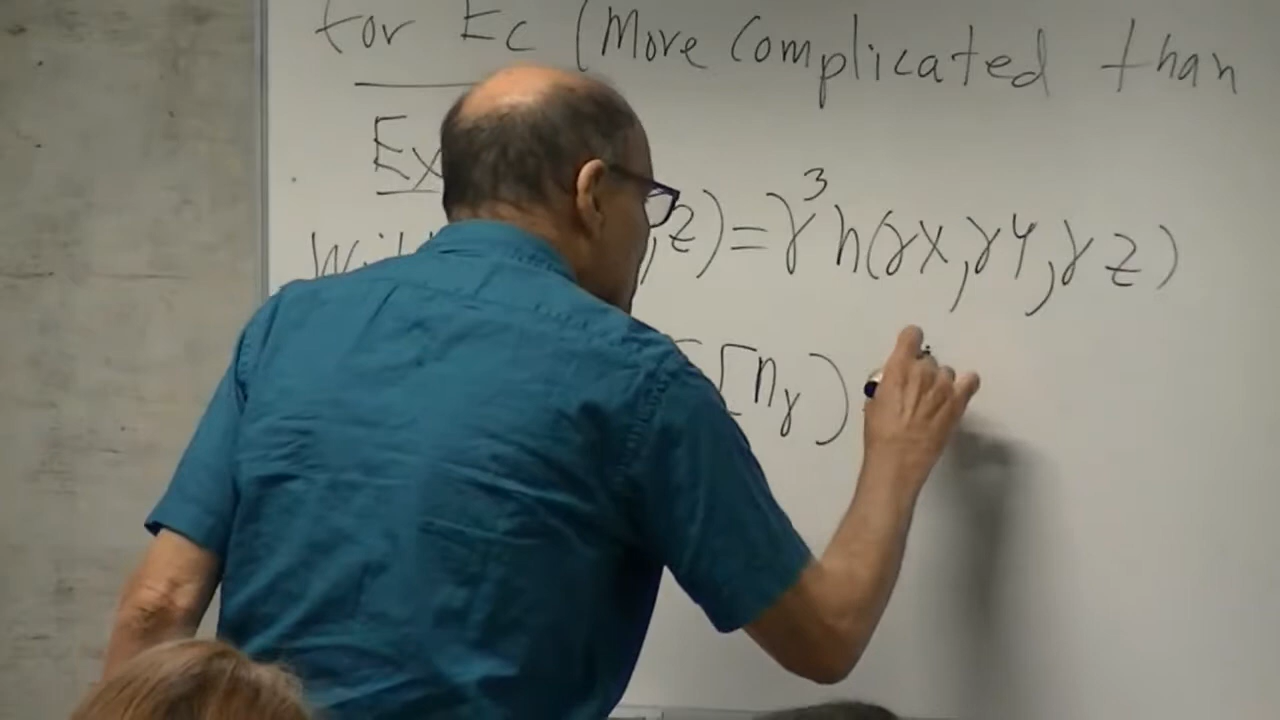 for Ec (More complicated than
Ex
With , z) = γ³ n(γx, γy, γz)
[n_γ)